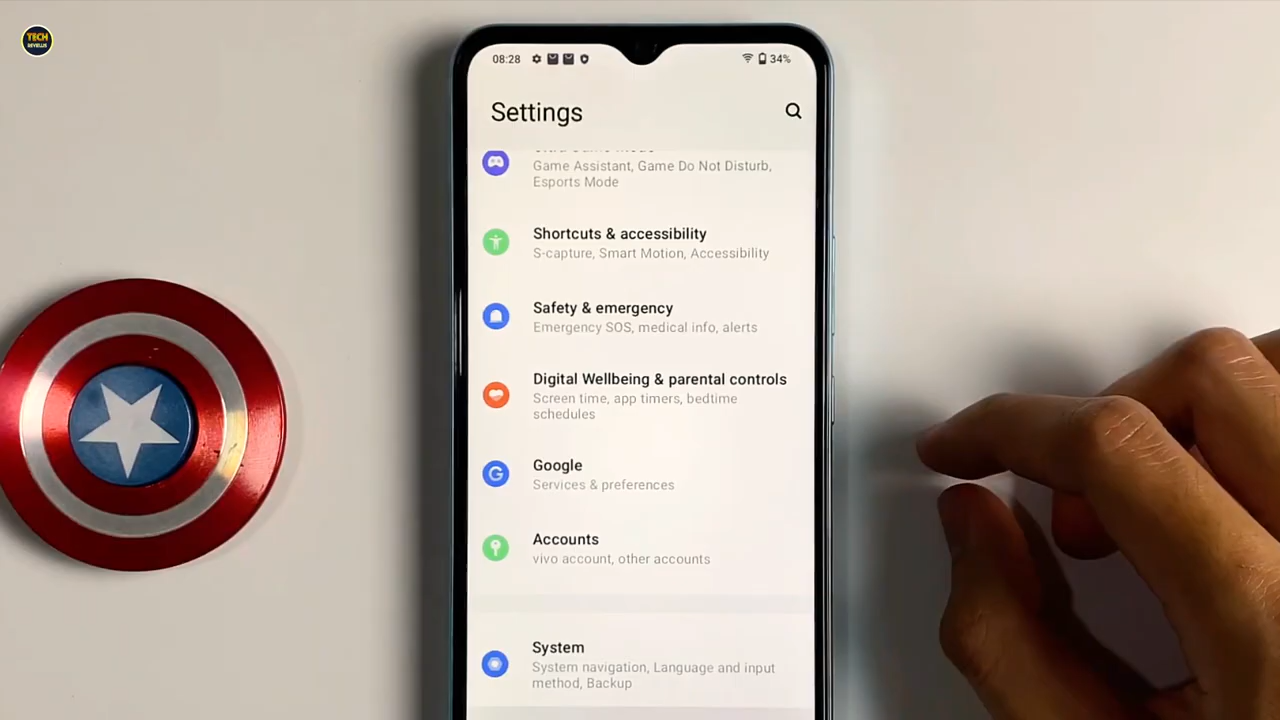 TECH
REVIEWS
08:28
34%
Settings
Game Assistant, Game Do Not Disturb,
Esports Mode
Shortcuts & accessibility
S-capture, Smart Motion, Accessibility
Safety & emergency
Emergency SOS, medical info, alerts
Digital Wellbeing & parental controls
Screen time, app timers, bedtime
schedules
Google
Services & preferences
Accounts
vivo account, other accounts
System
System navigation, Language and input
method, Backup